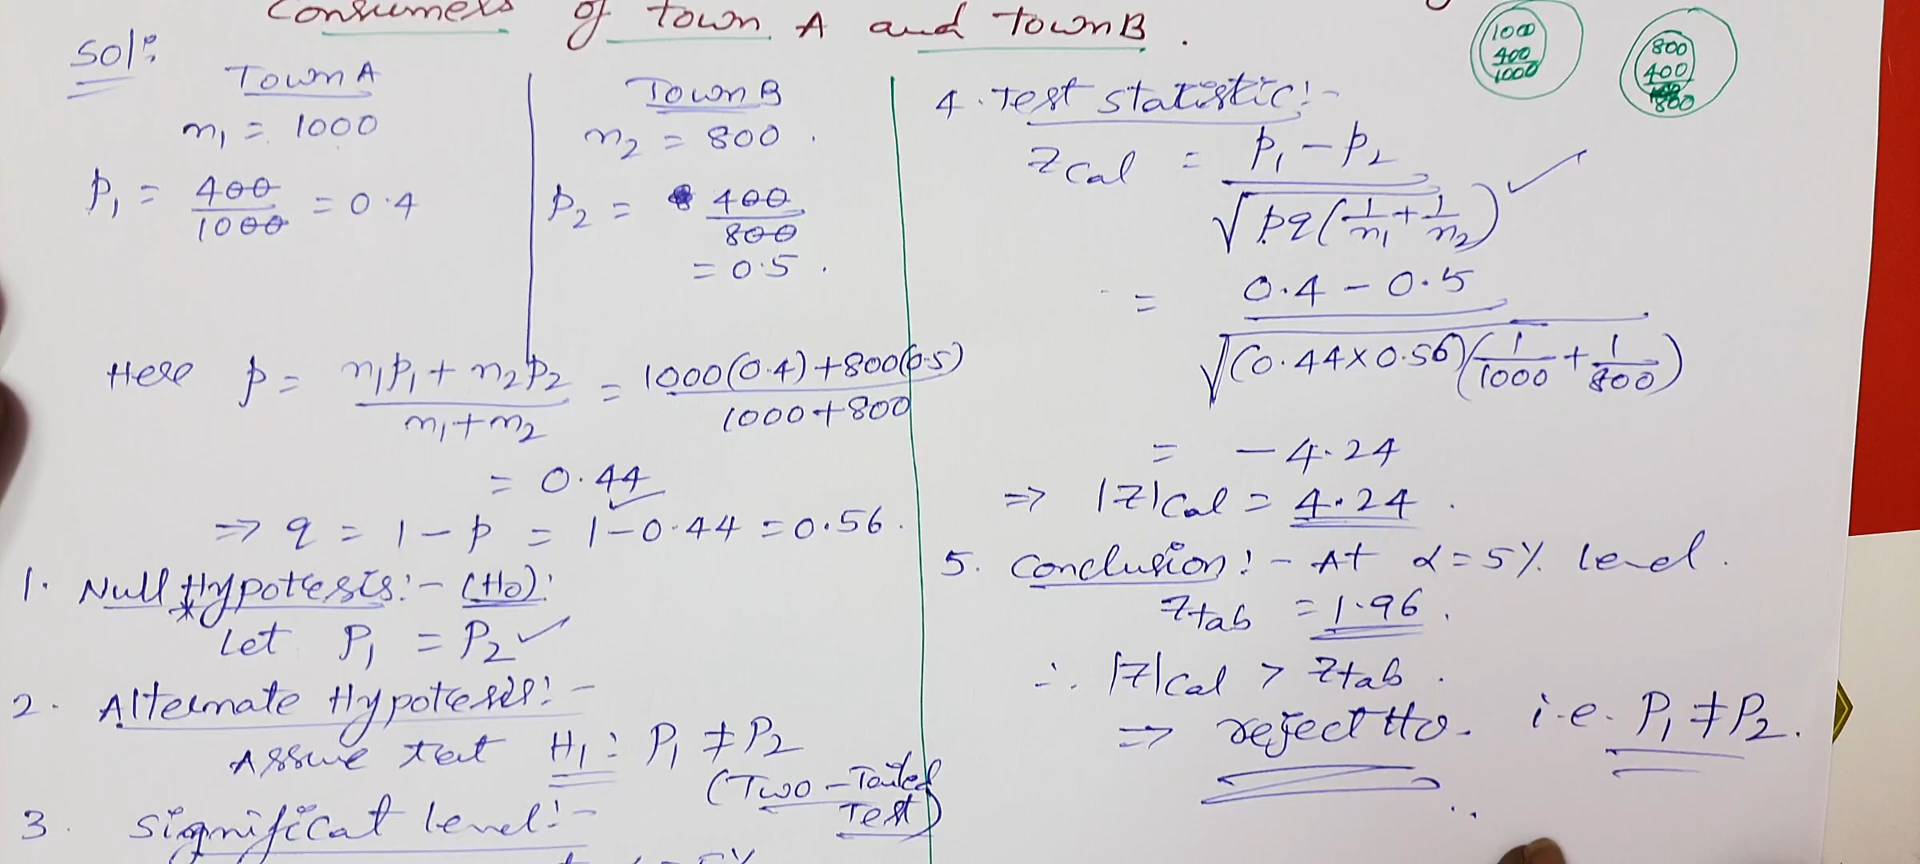 Consumers of town A and town B.
1000
400
1000
800
400
800
Sol:
Town A
n₁ = 1000
p₁ = 400/1000 = 0.4
Town B
n₂ = 800.
p₂ = 400/800
= 0.5.
Here p = n₁p₁ + n₂p₂/n₁+n₂ = 1000(0.4)+800(0.5)/1000+800
= 0.44
⇒ q = 1 - p = 1-0.44 = 0.56.
1. Null Hypotesis:- (H₀):
Let P₁ = P₂ ✓
2. Alternate Hypotesis:-
Assume tat H₁ : P₁ ≠ P₂
(Two-Tailed
Test)
3. Significat level:-
4. Test statistic:-
Z cal = p₁ - p₂/√pq(1/n₁ + 1/n₂) ✓
= 0.4 - 0.5/√(0.44×0.56)(1/1000 + 1/800)
= -4.24
⇒ |Z|cal = 4.24.
5. Conclusion:- At α=5% level.
Ztab = 1.96.
∴ |Z|cal > Ztab.
⇒ reject H₀. i.e. P₁ ≠ P₂.